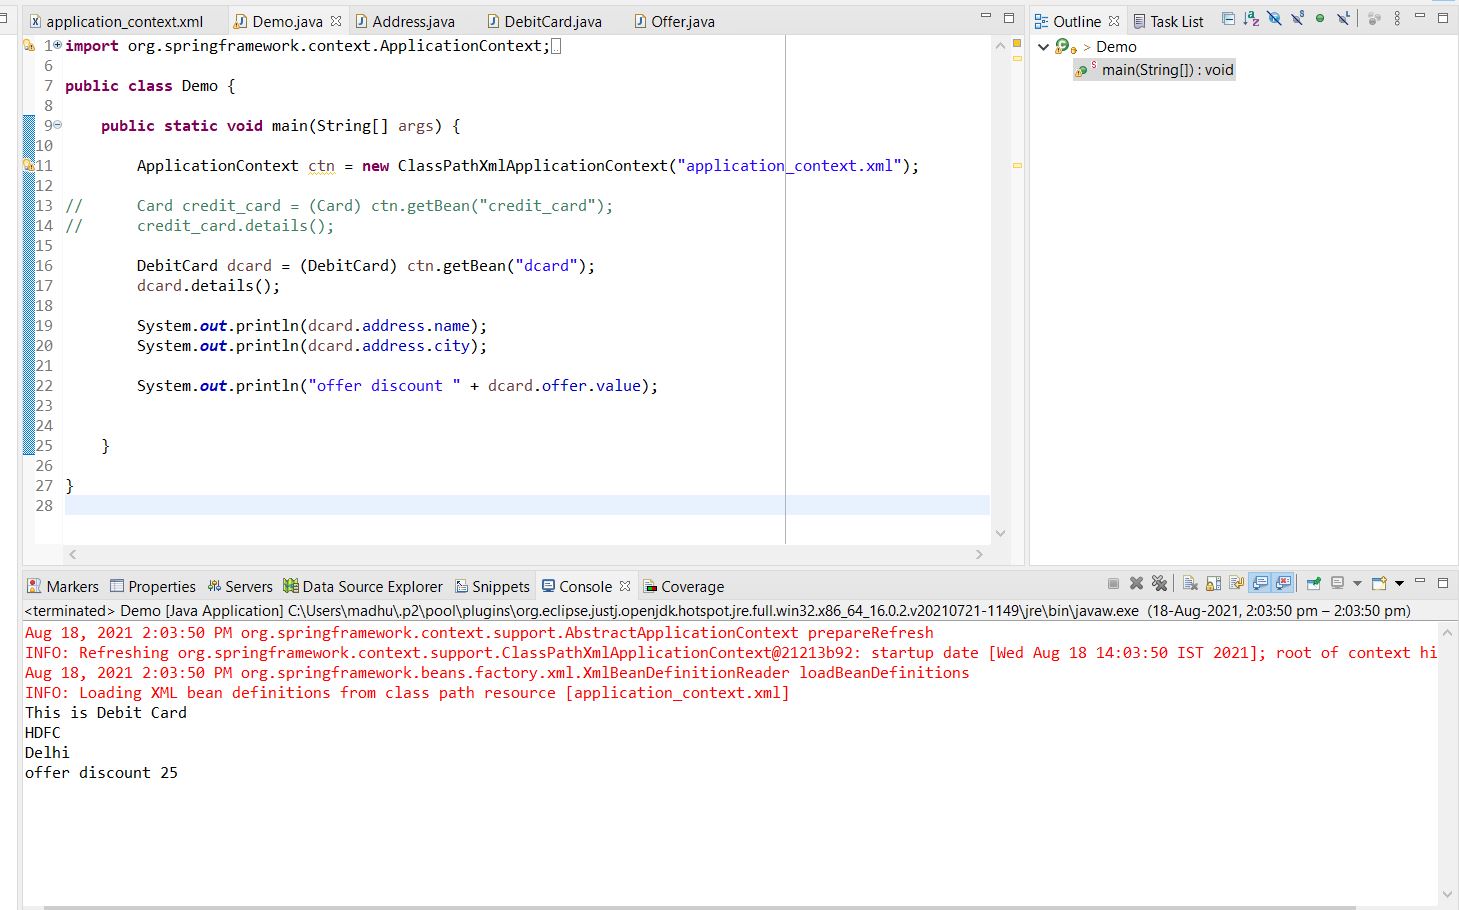 application_context.xml Demo.java Address.java DebitCard.java Offer.java
1 import org.springframework.context.ApplicationContext;
6
7 public class Demo {
8
9 public static void main(String[] args) {
10
11 ApplicationContext ctn = new ClassPathXmlApplicationContext("application_context.xml");
12
13 // Card credit_card = (Card) ctn.getBean("credit_card");
14 // credit_card.details();
15
16 DebitCard dcard = (DebitCard) ctn.getBean("dcard");
17 dcard.details();
18
19 System.out.println(dcard.address.name);
20 System.out.println(dcard.address.city);
21
22 System.out.println("offer discount " + dcard.offer.value);
23
24
25 }
26
27 }
28
Outline Task List
> Demo
main(String[]) : void
Markers Properties Servers Data Source Explorer Snippets Console Coverage
<terminated> Demo [Java Application] C:\Users\madhu\.p2\pool\plugins\org.eclipse.justj.openjdk.hotspot.jre.full.win32.x86_64_16.0.2.v20210721-1149\jre\bin\javaw.exe (18-Aug-2021, 2:03:50 pm – 2:03:50 pm)
Aug 18, 2021 2:03:50 PM org.springframework.context.support.AbstractApplicationContext prepareRefresh
INFO: Refreshing org.springframework.context.support.ClassPathXmlApplicationContext@21213b92: startup date [Wed Aug 18 14:03:50 IST 2021]; root of context hi
Aug 18, 2021 2:03:50 PM org.springframework.beans.factory.xml.XmlBeanDefinitionReader loadBeanDefinitions
INFO: Loading XML bean definitions from class path resource [application_context.xml]
This is Debit Card
HDFC
Delhi
offer discount 25